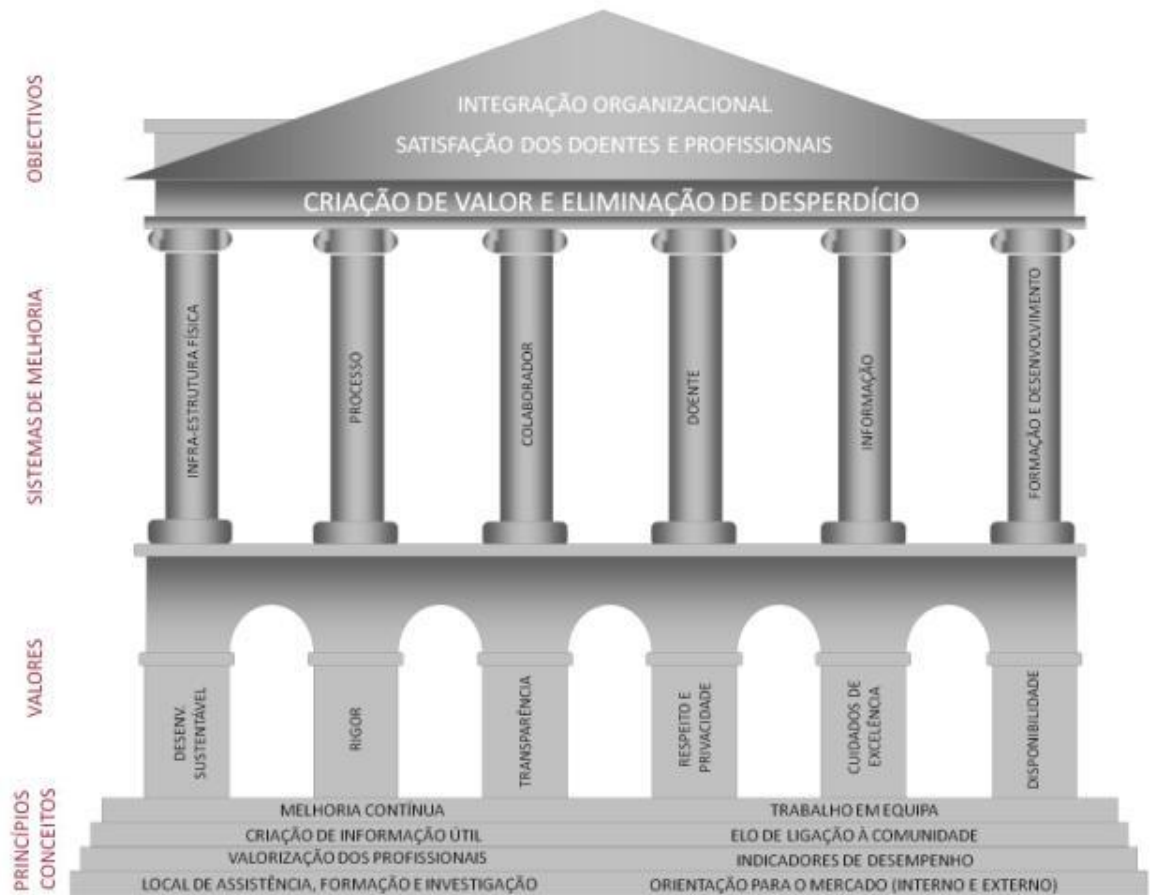 OBJECTIVOS
INTEGRAÇÃO ORGANIZACIONAL
SATISFAÇÃO DOS DOENTES E PROFISSIONAIS
CRIAÇÃO DE VALOR E ELIMINAÇÃO DE DESPERDÍCIO
SISTEMAS DE MELHORIA
INFRA-ESTRUTURA FÍSICA
PROCESSO
COLABORADOR
DOENTE
INFORMAÇÃO
FORMAÇÃO E DESENVOLVIMENTO
VALORES
DESENV.
SUSTENTÁVEL
RIGOR
TRANSPARÊNCIA
RESPEITO E
PRIVACIDADE
CUIDADOS DE
EXCELÊNCIA
DISPONIBILIDADE
PRINCÍPIOS
CONCEITOS
MELHORIA CONTÍNUA
TRABALHO EM EQUIPA
CRIAÇÃO DE INFORMAÇÃO ÚTIL
ELO DE LIGAÇÃO À COMUNIDADE
VALORIZAÇÃO DOS PROFISSIONAIS
INDICADORES DE DESEMPENHO
LOCAL DE ASSISTÊNCIA, FORMAÇÃO E INVESTIGAÇÃO
ORIENTAÇÃO PARA O MERCADO (INTERNO E EXTERNO)